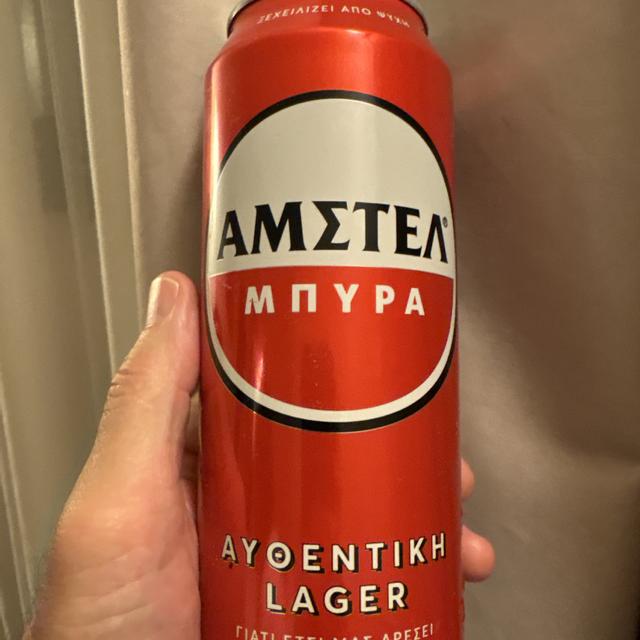 ΞΕΧΕΙΛΙΖΕΙ ΑΠΟ ΨΥΧΗ
ΑΜΣΤΕΛ®
ΜΠΥΡΑ
ΑΥΘΕΝΤΙΚΗ
LAGER
ΓΙΑΤΙ ΕΤΣΙ ΜΑΣ ΑΡΕΣΕΙ